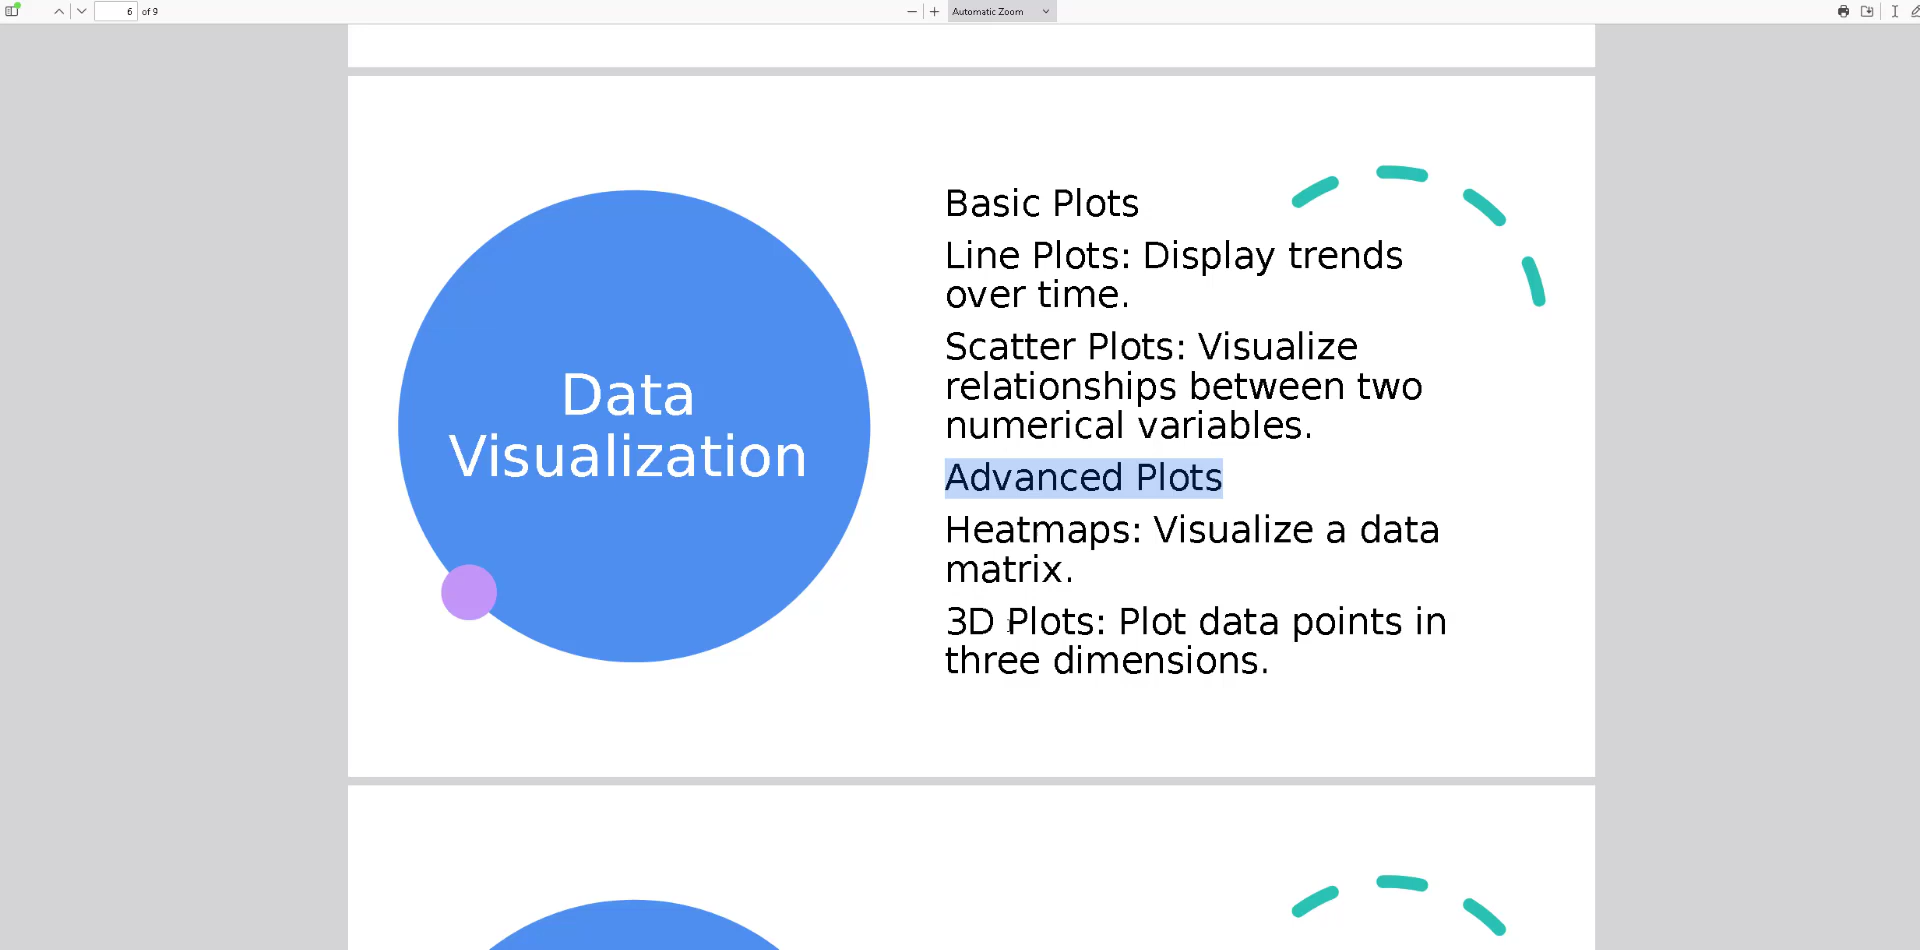 6 of 9
Automatic Zoom
Basic Plots
Line Plots: Display trends
over time.
Scatter Plots: Visualize
relationships between two
numerical variables.
Advanced Plots
Heatmaps: Visualize a data
matrix.
3D Plots: Plot data points in
three dimensions.
Data
Visualization